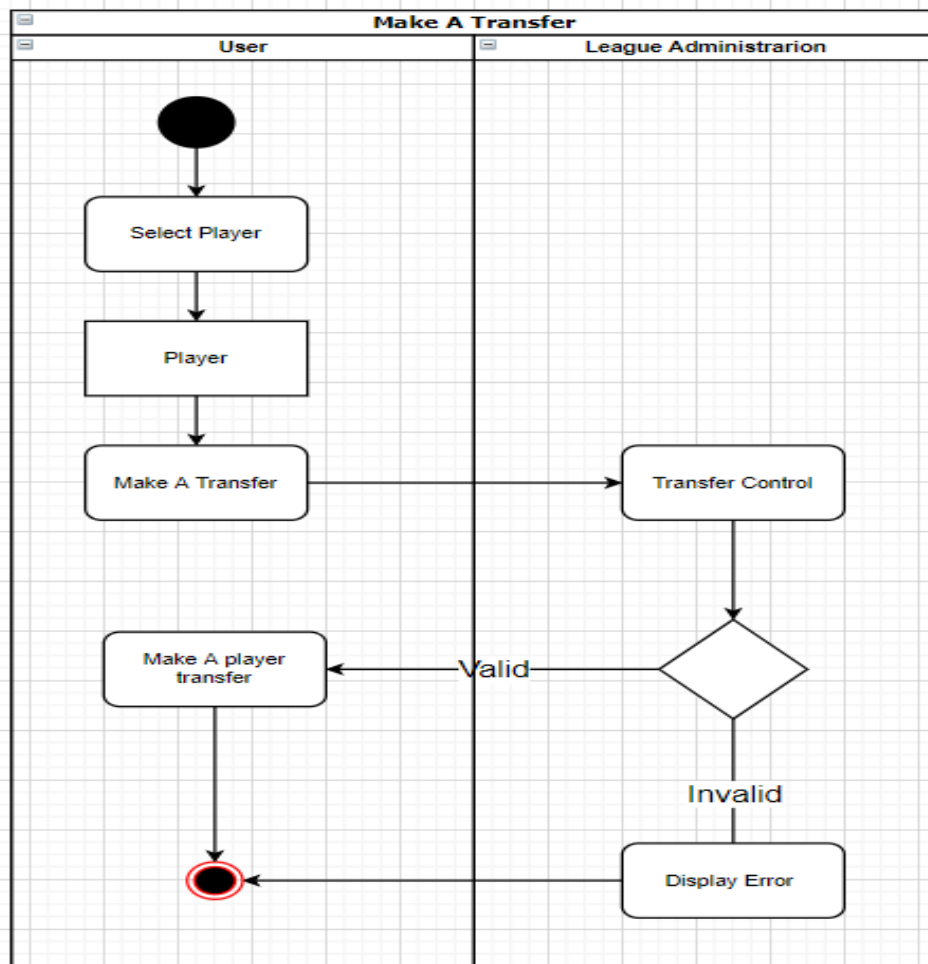 Make A Transfer
User
League Administrarion
Select Player
Player
Make A Transfer
Transfer Control
Make A player
transfer
Valid
Invalid
Display Error